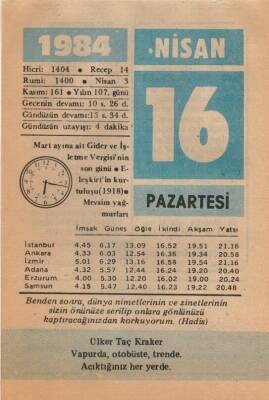 1984
NİSAN
Hicri: 1404 • Recep 14
Rumi: 1400 • Nisan 3
Kasım: 161 • Yılın 107. günü
Gecenin devamı: 10 s. 26 d.
Gündüzün devamı: 13 s. 34 d.
Gündüzün uzayışı: 4 dakika
16
PAZARTESİ
Mart ayına ait Gider ve İş-
letme Vergisi'nin
son günü • E-
leşkirt'in kur-
tuluşu (1918) •
Mevsim yağ-
murları
İmsak Güneş Öğle İkindi Akşam Yatsı
İstanbul 4,45 6.17 13.09 16.52 19,51 21.16
Ankara 4.33 6.03 12.54 16.36 19.34 20.58
İzmir 5.01 6.29 13.16 16.58 19.54 21.16
Adana 4.32 5.57 12.44 16.24 19.20 20.40
Erzurum 4.00 5.30 12.20 16.02 19.00 20.24
Samsun 4.15 5.47 12.40 16.23 19.22 20.48
Benden sonra, dünya nimetlerinin ve zinetlerinin
sizin önünüze serilip onlara gönlünüzü
kaptıracağınızdan korkuyorum. (Hadis)
Ülker Taç Kraker
Vapurda, otobüste, trende.
Acıktığınız her yerde.